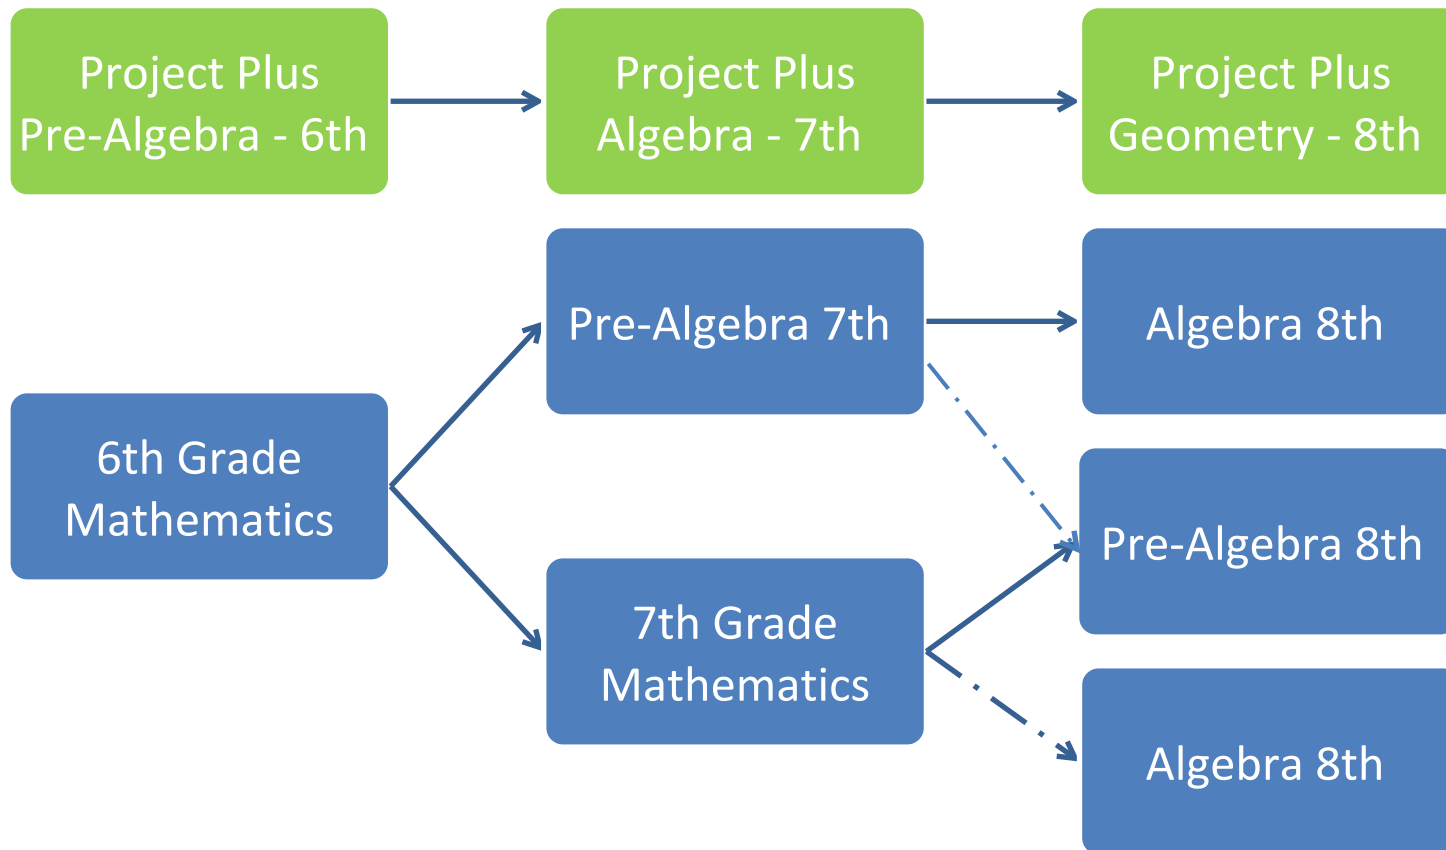 Project Plus
Pre-Algebra - 6th
Project Plus
Algebra - 7th
Project Plus
Geometry - 8th
Pre-Algebra 7th
Algebra 8th
6th Grade
Mathematics
Pre-Algebra 8th
7th Grade
Mathematics
Algebra 8th